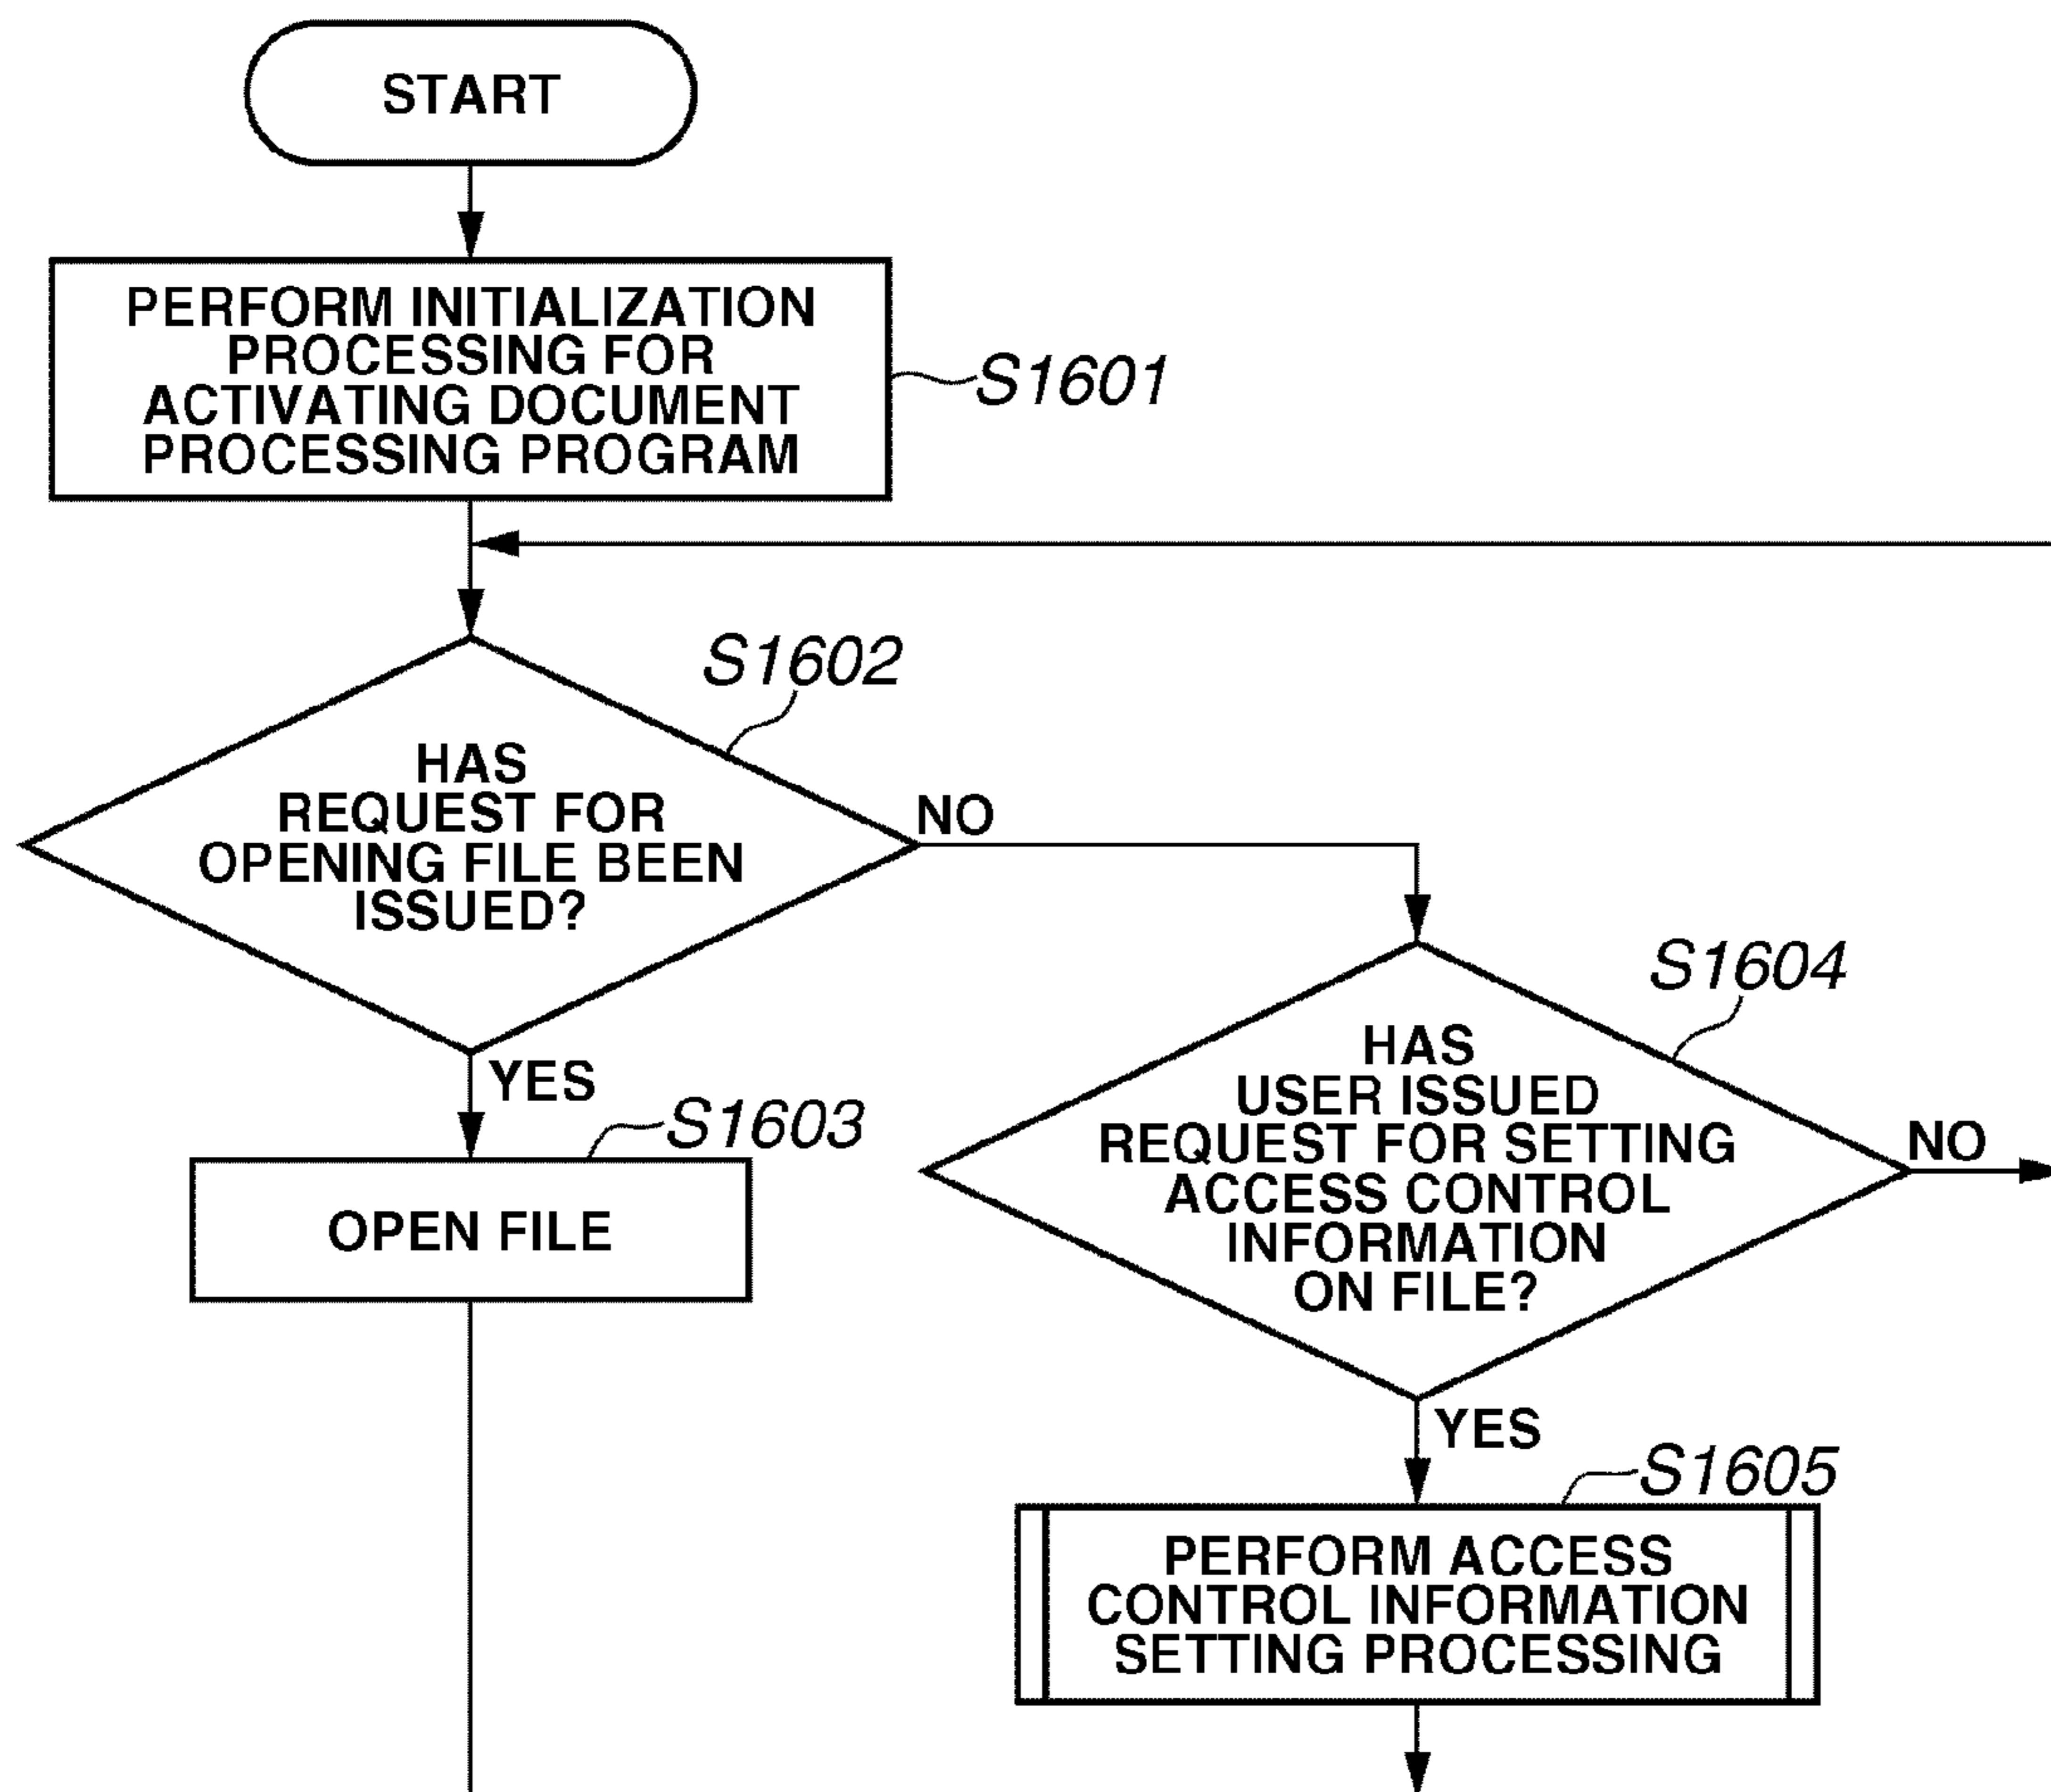 START
PERFORM INITIALIZATION
PROCESSING FOR
ACTIVATING DOCUMENT
PROCESSING PROGRAM
S1601
S1602
HAS
REQUEST FOR
OPENING FILE BEEN
ISSUED?
NO
YES
S1603
OPEN FILE
S1604
HAS
USER ISSUED
REQUEST FOR SETTING
ACCESS CONTROL
INFORMATION
ON FILE?
NO
YES
S1605
PERFORM ACCESS
CONTROL INFORMATION
SETTING PROCESSING